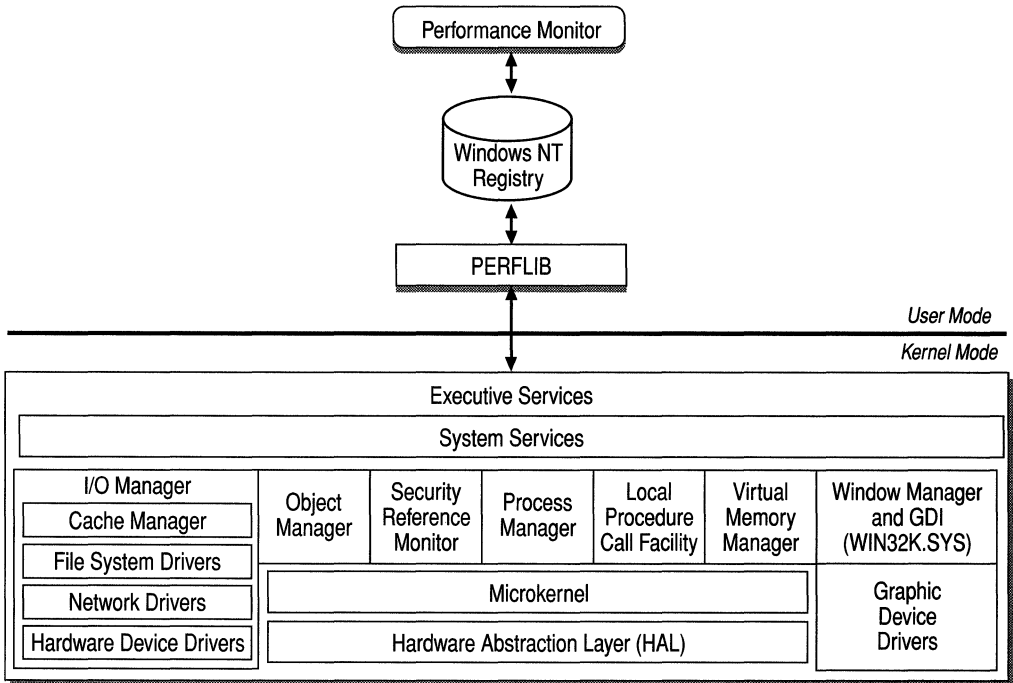 Performance Monitor
Windows NT
Registry
PERFLIB
User Mode
Kernel Mode
Executive Services
System Services
I/O Manager
Cache Manager
File System Drivers
Network Drivers
Hardware Device Drivers
Object
Manager
Security
Reference
Monitor
Process
Manager
Local
Procedure
Call Facility
Virtual
Memory
Manager
Window Manager
and GDI
(WIN32K.SYS)
Microkernel
Hardware Abstraction Layer (HAL)
Graphic
Device
Drivers